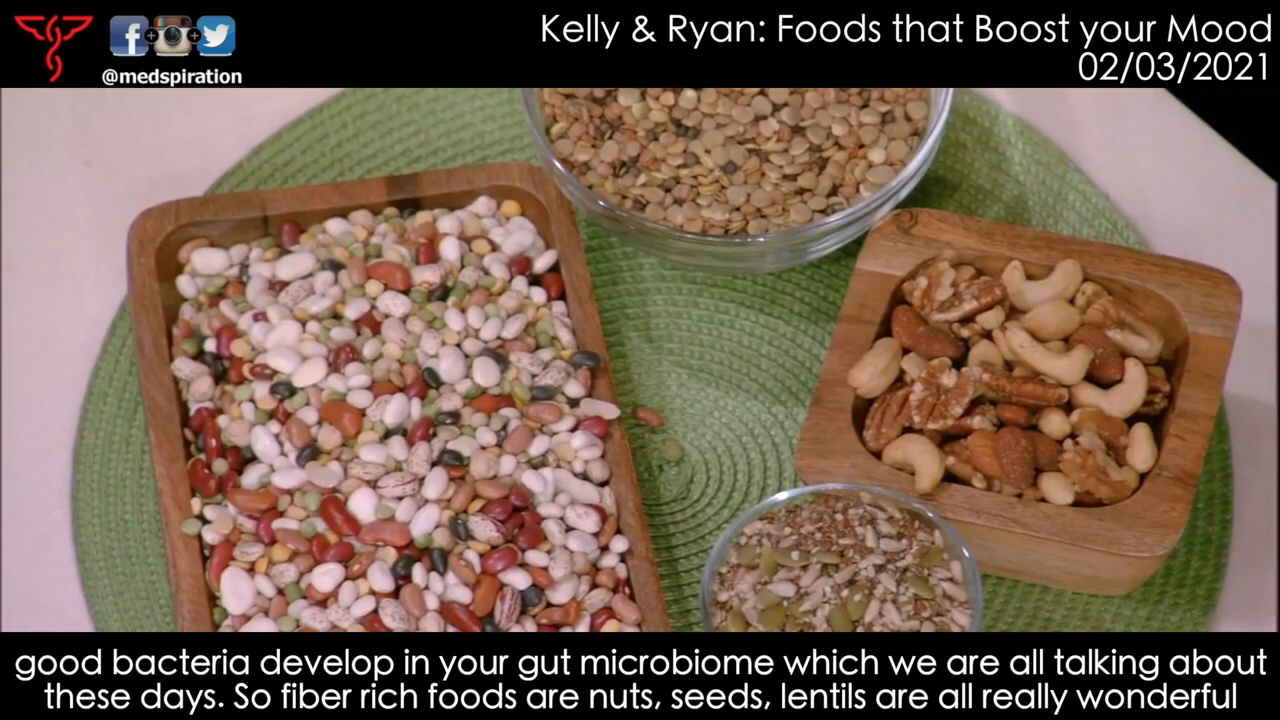 Kelly & Ryan: Foods that Boost your Mood
02/03/2021
@medspiration
good bacteria develop in your gut microbiome which we are all talking about
these days. So fiber rich foods are nuts, seeds, lentils are all really wonderful